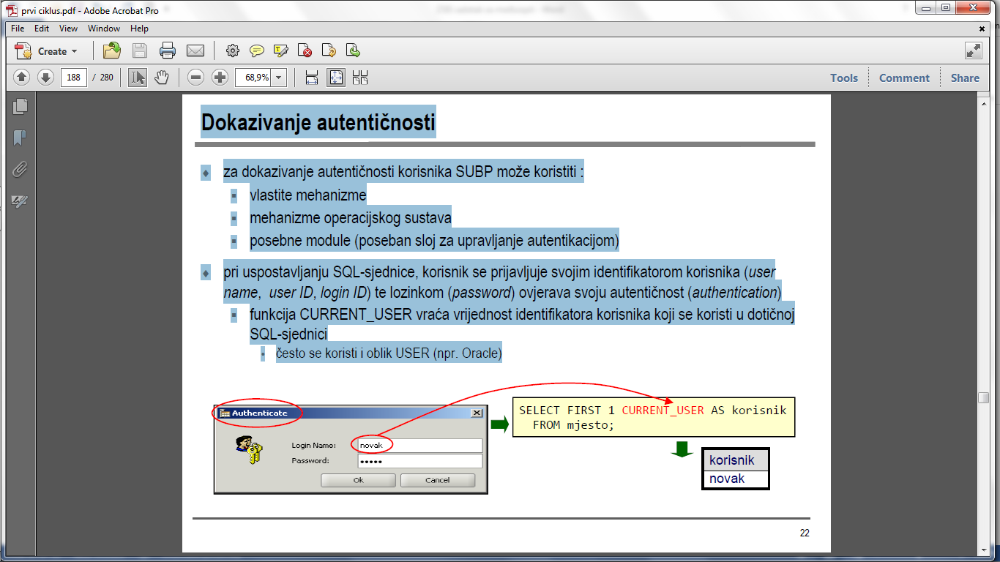 prvi ciklus.pdf - Adobe Acrobat Pro
File Edit View Window Help
Create
188 / 280 68,9% Tools Comment Share
Dokazivanje autentičnosti
za dokazivanje autentičnosti korisnika SUBP može koristiti :
vlastite mehanizme
mehanizme operacijskog sustava
posebne module (poseban sloj za upravljanje autentikacijom)
pri uspostavljanju SQL-sjednice, korisnik se prijavljuje svojim identifikatorom korisnika (user
name, user ID, login ID) te lozinkom (password) ovjerava svoju autentičnost (authentication)
funkcija CURRENT_USER vraća vrijednost identifikatora korisnika koji se koristi u dotičnoj
SQL-sjednici
često se koristi i oblik USER (npr. Oracle)
Authenticate
Login Name: novak
Password: •••••
Ok Cancel
SELECT FIRST 1 CURRENT_USER AS korisnik
FROM mjesto;
korisnik
novak
22